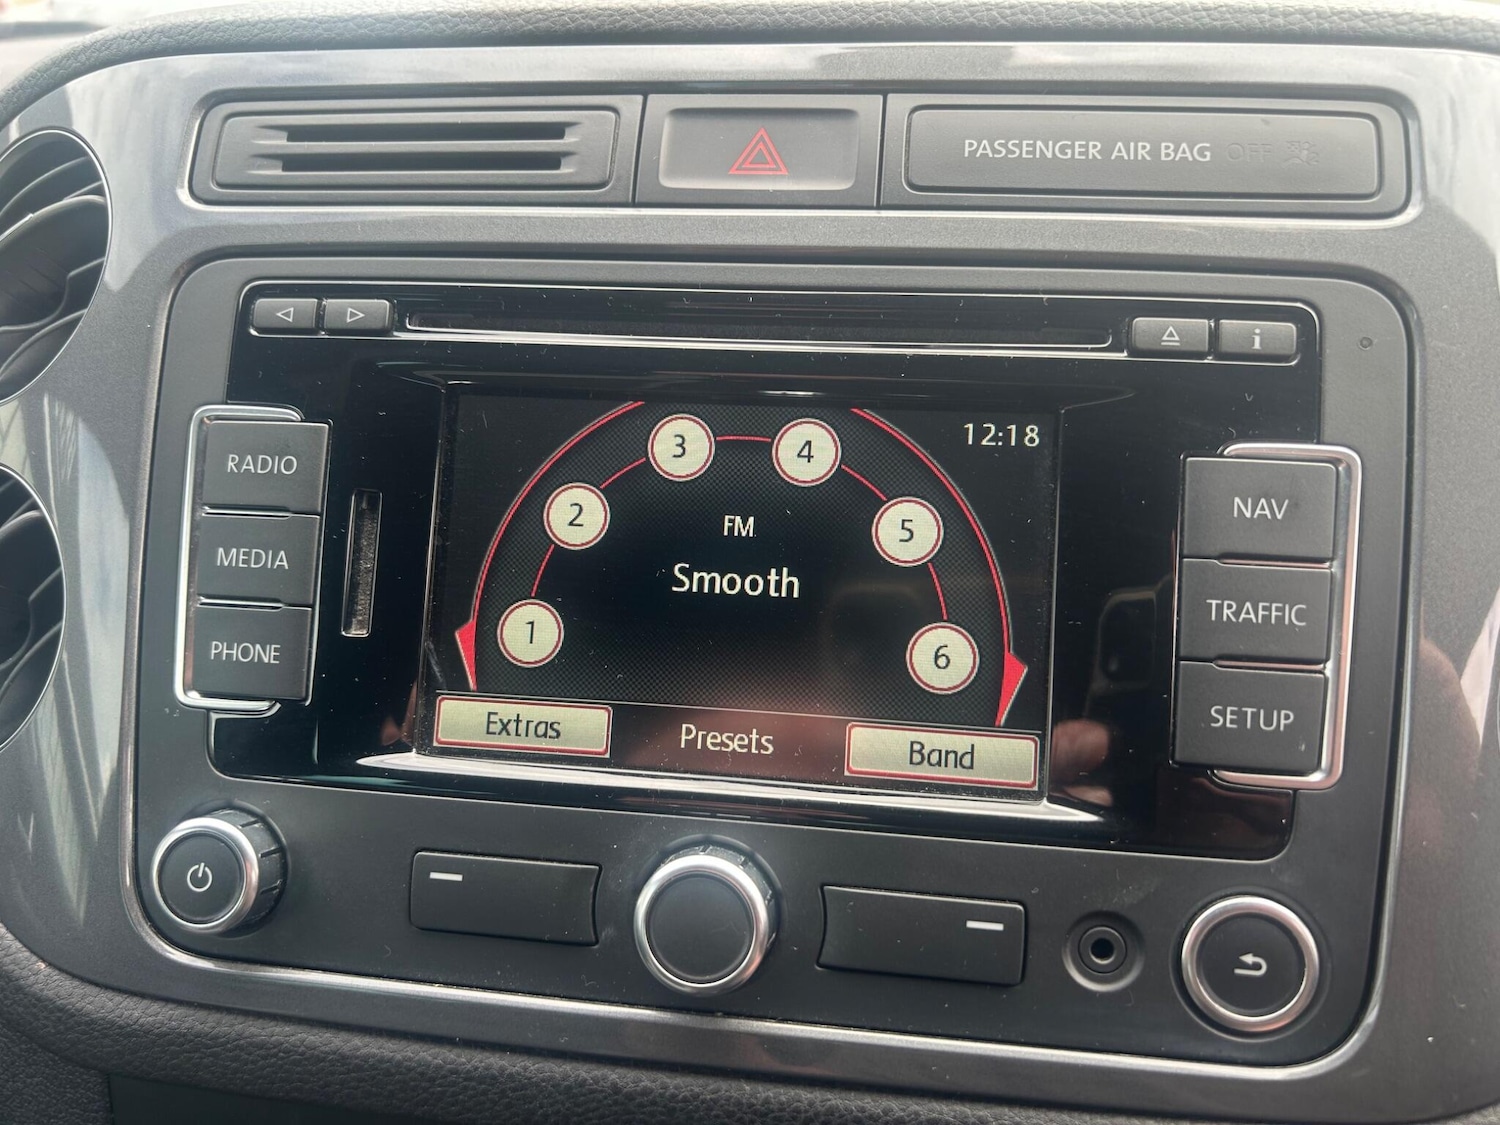 PASSENGER AIR BAG OFF
RADIO
MEDIA
PHONE
12:18
3
4
2
5
1
6
FM
Smooth
Extras
Presets
Band
NAV
TRAFFIC
SETUP
i